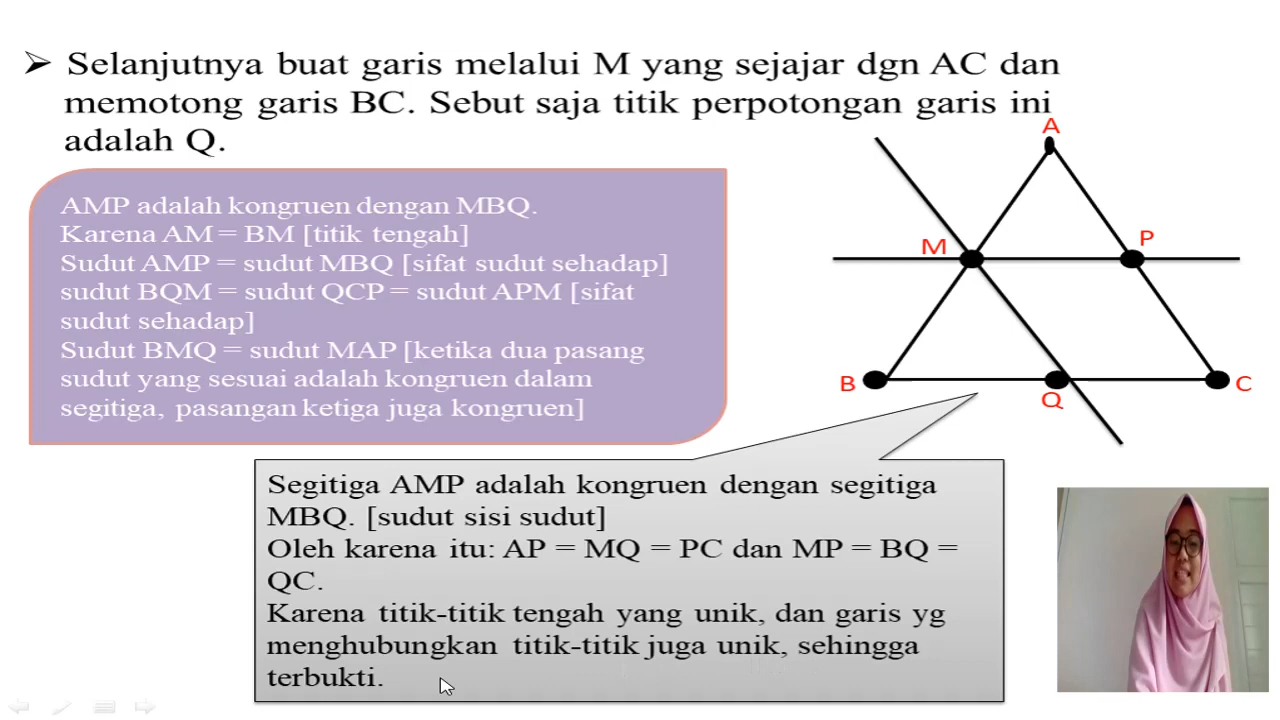 ➢ Selanjutnya buat garis melalui M yang sejajar dgn AC dan
memotong garis BC. Sebut saja titik perpotongan garis ini
adalah Q.
AMP adalah kongruen dengan MBQ.
Karena AM = BM [titik tengah]
Sudut AMP = sudut MBQ [sifat sudut sehadap]
sudut BQM = sudut QCP = sudut APM [sifat
sudut sehadap]
Sudut BMQ = sudut MAP [ketika dua pasang
sudut yang sesuai adalah kongruen dalam
segitiga, pasangan ketiga juga kongruen]
A
M
P
B
Q
C
Segitiga AMP adalah kongruen dengan segitiga
MBQ. [sudut sisi sudut]
Oleh karena itu: AP = MQ = PC dan MP = BQ =
QC.
Karena titik-titik tengah yang unik, dan garis yg
menghubungkan titik-titik juga unik, sehingga
terbukti.